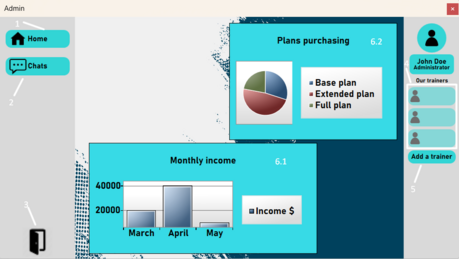 Admin
x
1
Home
Chats
2
3
Plans purchasing
6.2
Base plan
Extended plan
Full plan
Monthly income
6.1
40000
20000
March April May
Income $
John Doe
Administrator
Our trainers
Add a trainer
5